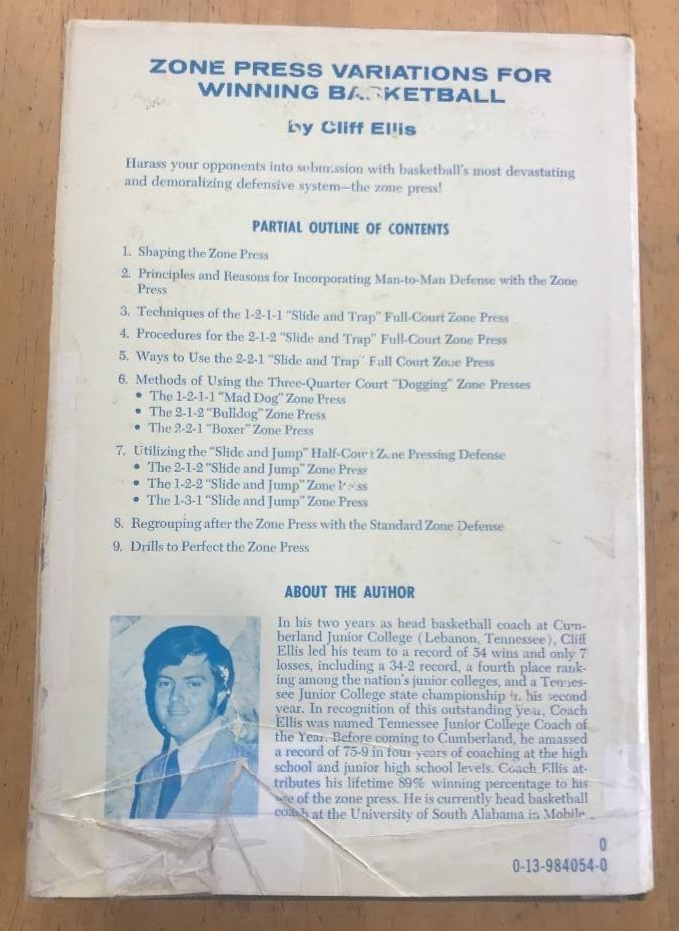 ZONE PRESS VARIATIONS FOR
WINNING BASKETBALL
by Cliff Ellis
Harass your opponents into submission with basketball's most devastating
and demoralizing defensive system—the zone press!
PARTIAL OUTLINE OF CONTENTS
1. Shaping the Zone Press
2. Principles and Reasons for Incorporating Man-to-Man Defense with the Zone
Press
3. Techniques of the 1-2-1-1 "Slide and Trap" Full-Court Zone Press
4. Procedures for the 2-1-2 "Slide and Trap" Full-Court Zone Press
5. Ways to Use the 2-2-1 "Slide and Trap" Full Court Zone Press
6. Methods of Using the Three-Quarter Court "Dogging" Zone Presses
• The 1-2-1-1 "Mad Dog" Zone Press
• The 2-1-2 "Bulldog" Zone Press
• The 2-2-1 "Boxer" Zone Press
7. Utilizing the "Slide and Jump" Half-Court Zone Pressing Defense
• The 2-1-2 "Slide and Jump" Zone Press
• The 1-2-2 "Slide and Jump" Zone Press
• The 1-3-1 "Slide and Jump" Zone Press
8. Regrouping after the Zone Press with the Standard Zone Defense
9. Drills to Perfect the Zone Press
ABOUT THE AUTHOR
In his two years as head basketball coach at Cum-
berland Junior College (Lebanon, Tennessee), Cliff
Ellis led his team to a record of 54 wins and only 7
losses, including a 34-2 record, a fourth place rank-
ing among the nation's junior colleges, and a Tennes-
see Junior College state championship in his second
year. In recognition of this outstanding year, Coach
Ellis was named Tennessee Junior College Coach of
the Year. Before coming to Cumberland, he amassed
a record of 75-9 in four years of coaching at the high
school and junior high school levels. Coach Ellis at-
tributes his lifetime 89% winning percentage to his
use of the zone press. He is currently head basketball
coach at the University of South Alabama in Mobile.
0
0-13-984054-0